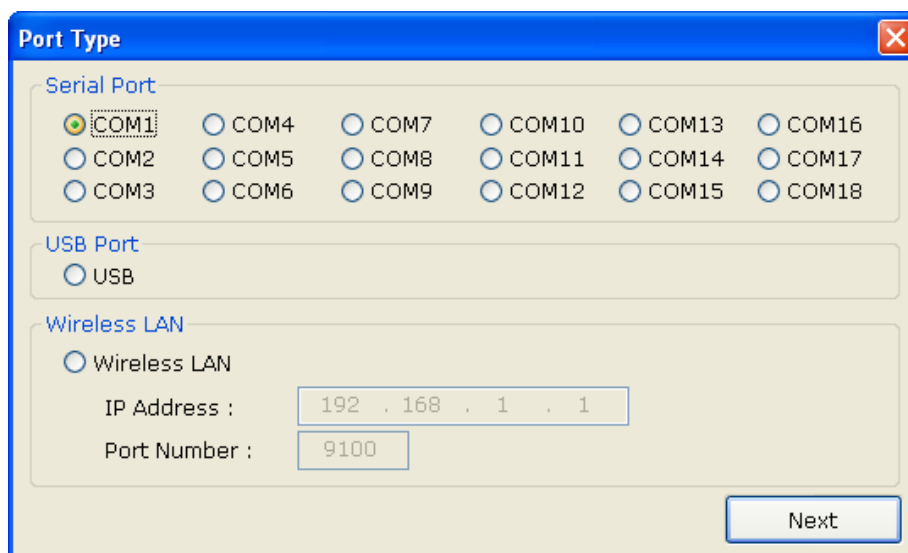 Port Type
Serial Port
COM1 COM4 COM7 COM10 COM13 COM16
COM2 COM5 COM8 COM11 COM14 COM17
COM3 COM6 COM9 COM12 COM15 COM18
USB Port
USB
Wireless LAN
Wireless LAN
IP Address : 192 . 168 . 1 . 1
Port Number : 9100
Next